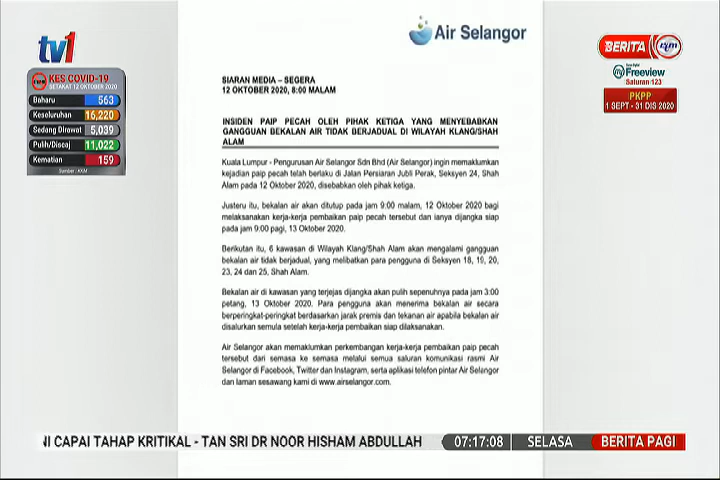 tv1
KES COVID-19
SETAKAT 12 OKTOBER 2020
Baharu 563
Keseluruhan 16,220
Sedang Dirawat 5,039
Pulih/Discaj 11,022
Kematian 159
Sumber : KKM
Air Selangor
BERITA rtm
Freeview
Saluran 123
PKPP
1 SEPT - 31 DIS 2020
SIARAN MEDIA – SEGERA
12 OKTOBER 2020, 8:00 MALAM
INSIDEN PAIP PECAH OLEH PIHAK KETIGA YANG MENYEBABKAN
GANGGUAN BEKALAN AIR TIDAK BERJADUAL DI WILAYAH KLANG/SHAH
ALAM
Kuala Lumpur - Pengurusan Air Selangor Sdn Bhd (Air Selangor) ingin memaklumkan
kejadian paip pecah telah berlaku di Jalan Persiaran Jubli Perak, Seksyen 24, Shah
Alam pada 12 Oktober 2020, disebabkan oleh pihak ketiga.
Justeru itu, bekalan air akan ditutup pada jam 9:00 malam, 12 Oktober 2020 bagi
melaksanakan kerja-kerja pembaikan paip pecah tersebut dan ianya dijangka siap
pada jam 9:00 pagi, 13 Oktober 2020.
Berikutan itu, 6 kawasan di Wilayah Klang/Shah Alam akan mengalami gangguan
bekalan air tidak berjadual, yang melibatkan para pengguna di Seksyen 18, 19, 20,
23, 24 dan 25, Shah Alam.
Bekalan air di kawasan yang terjejas dijangka akan pulih sepenuhnya pada jam 3:00
petang, 13 Oktober 2020. Para pengguna akan menerima bekalan air secara
berperingkat-peringkat berdasarkan jarak premis dan tekanan air apabila bekalan air
disalurkan semula setelah kerja-kerja pembaikan siap dilaksanakan.
Air Selangor akan memaklumkan perkembangan kerja-kerja pembaikan paip pecah
tersebut dari semasa ke semasa melalui semua saluran komunikasi rasmi Air
Selangor di Facebook, Twitter dan Instagram, serta aplikasi telefon pintar Air Selangor
dan laman sesawang kami di www.airselangor.com.
NI CAPAI TAHAP KRITIKAL - TAN SRI DR NOOR HISHAM ABDULLAH 07:17:08 SELASA BERITA PAGI